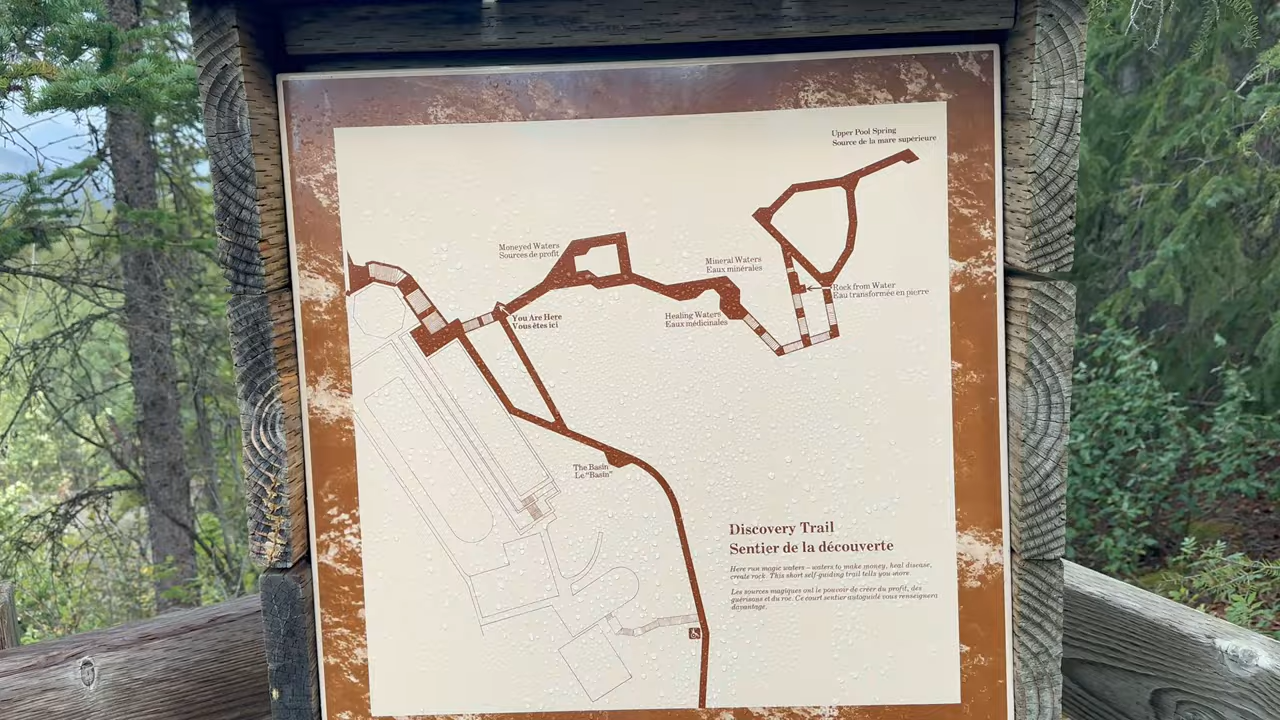 Upper Pool Spring
Source de la mare supérieure
Moneyed Waters
Sources de profit
Mineral Waters
Eaux minérales
Rock from Water
Eau transformée en pierre
You Are Here
Vous êtes ici
Healing Waters
Eaux médicinales
The Basin
Le "Basin"
Discovery Trail
Sentier de la découverte
Here run magic waters – waters to make money, heal disease,
create rock. This short self-guiding trail tells you more.
Les sources magiques ont le pouvoir de créer du profit, des
guérisons et du roc. Ce court sentier autoguidé vous renseignera
davantage.